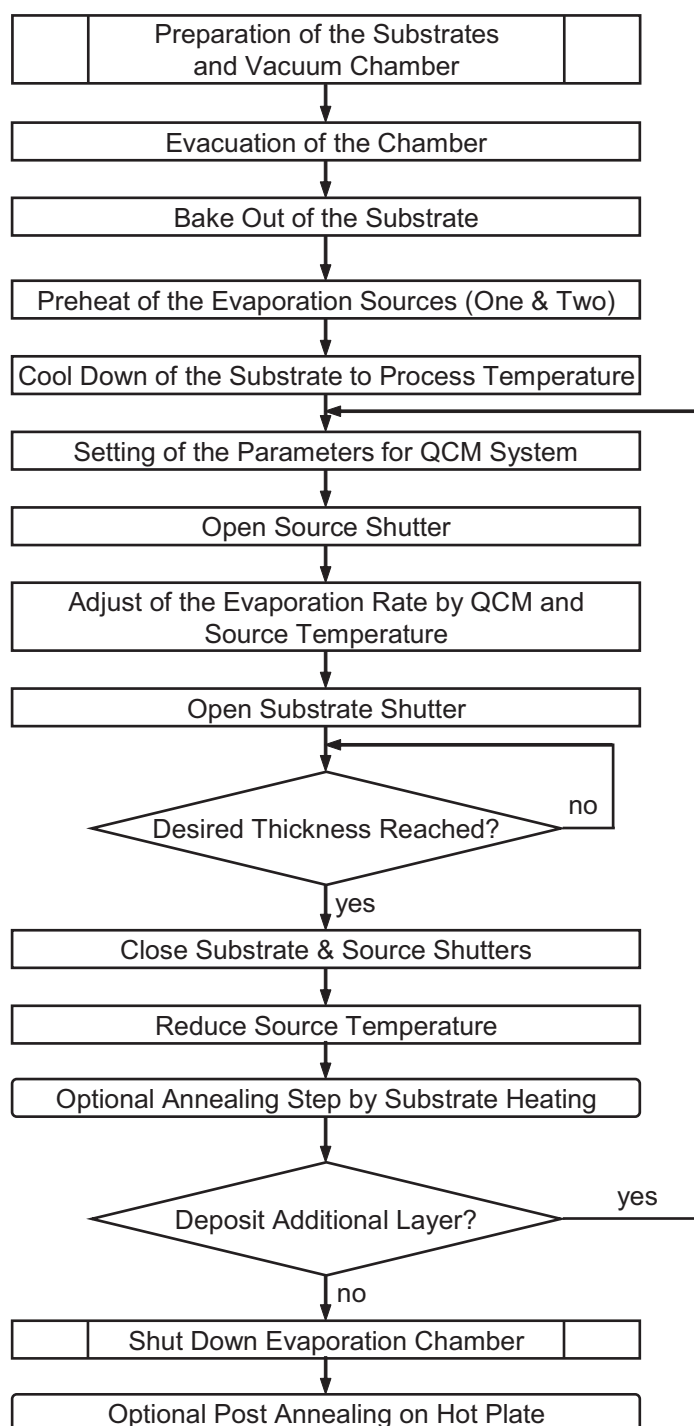 Preparation of the Substrates
and Vacuum Chamber
Evacuation of the Chamber
Bake Out of the Substrate
Preheat of the Evaporation Sources (One & Two)
Cool Down of the Substrate to Process Temperature
Setting of the Parameters for QCM System
Open Source Shutter
Adjust of the Evaporation Rate by QCM and
Source Temperature
Open Substrate Shutter
no
Desired Thickness Reached?
yes
Close Substrate & Source Shutters
Reduce Source Temperature
Optional Annealing Step by Substrate Heating
yes
Deposit Additional Layer?
no
Shut Down Evaporation Chamber
Optional Post Annealing on Hot Plate